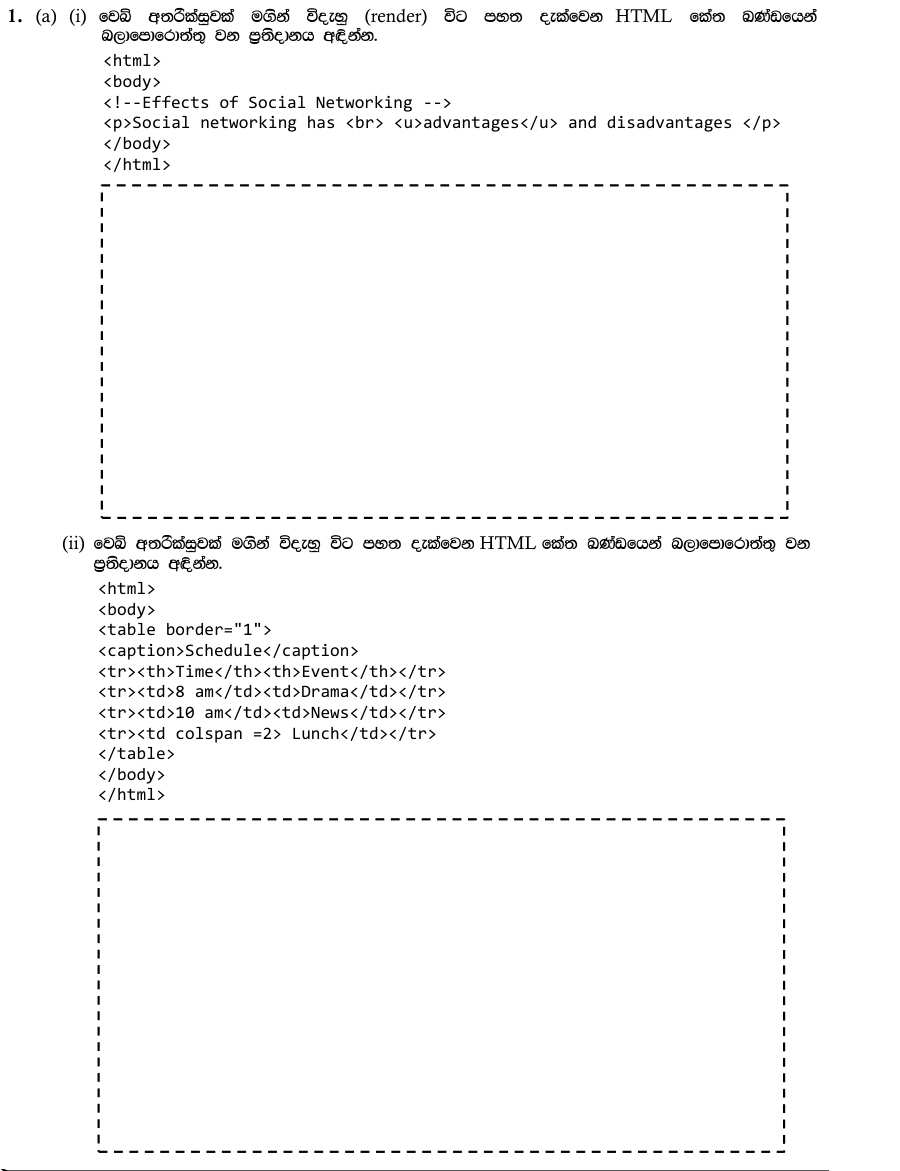 1. (a) (i) වෙබ් අතරික්සුවක් මගින් විදැහූ (render) විට පහත දැක්වෙන HTML කේත ඛණ්ඩයෙන්
බලාපොරොත්තු වන ප්‍රතිදානය අඳින්න.
<html>
<body>
<!--Effects of Social Networking -->
<p>Social networking has <br> <u>advantages</u> and disadvantages </p>
</body>
</html>
(ii) වෙබ් අතරික්සුවක් මගින් විදැහූ විට පහත දැක්වෙන HTML කේත ඛණ්ඩයෙන් බලාපොරොත්තු වන
ප්‍රතිදානය අඳින්න.
<html>
<body>
<table border="1">
<caption>Schedule</caption>
<tr><th>Time</th><th>Event</th></tr>
<tr><td>8 am</td><td>Drama</td></tr>
<tr><td>10 am</td><td>News</td></tr>
<tr><td colspan =2> Lunch</td></tr>
</table>
</body>
</html>